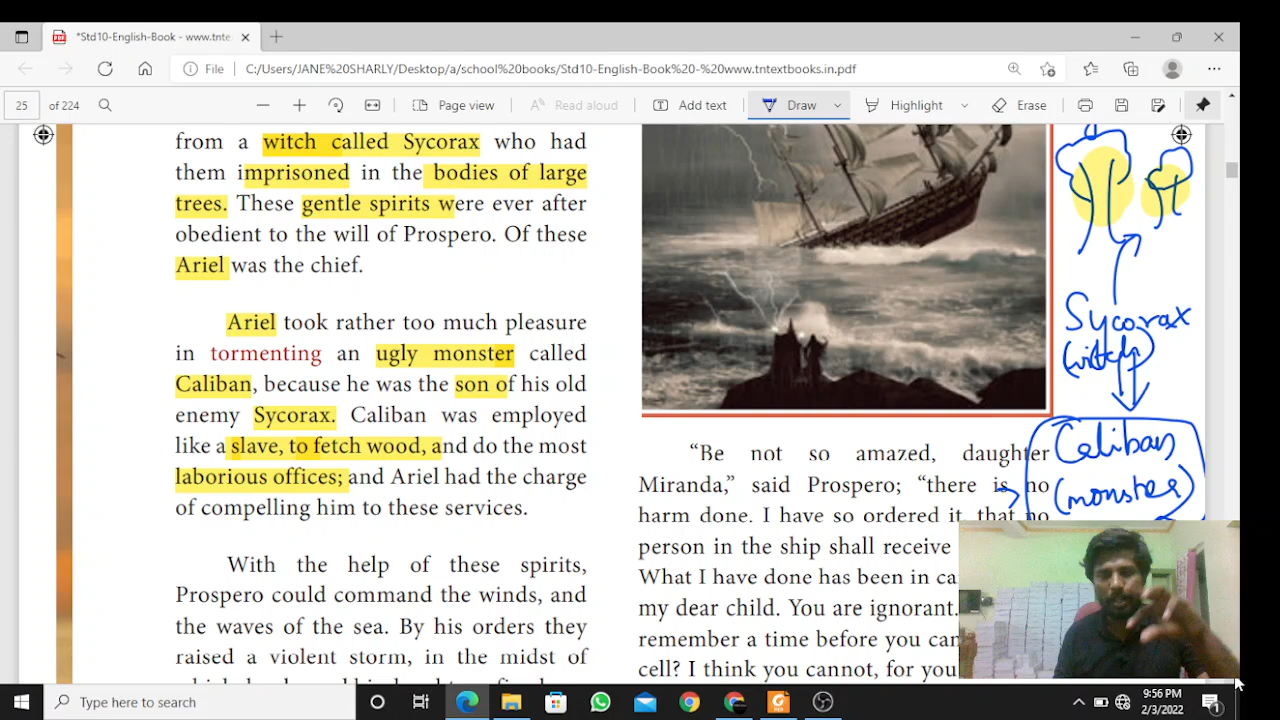 *Std10-English-Book - www.tnte
File
C:/Users/JANE%20SHARLY/Desktop/a/school%20books/Std10-English-Book%20-%20www.tntextbooks.in.pdf
25 of 224
Page view
Read aloud
Add text
Draw
Highlight
Erase
from a witch called Sycorax who had
them imprisoned in the bodies of large
trees. These gentle spirits were ever after
obedient to the will of Prospero. Of these
Ariel was the chief.
Ariel took rather too much pleasure
in tormenting an ugly monster called
Caliban, because he was the son of his old
enemy Sycorax. Caliban was employed
like a slave, to fetch wood, and do the most
laborious offices; and Ariel had the charge
of compelling him to these services.
With the help of these spirits,
Prospero could command the winds, and
the waves of the sea. By his orders they
raised a violent storm, in the midst of
“Be not so amazed, daughter
Miranda,” said Prospero; “there is no
harm done. I have so ordered it, that no
person in the ship shall receive
What I have done has been in ca
my dear child. You are ignorant.
remember a time before you can
cell? I think you cannot, for you
Sycorax
(witch)
Caliban
(monster)
Type here to search
9:56 PM
2/3/2022